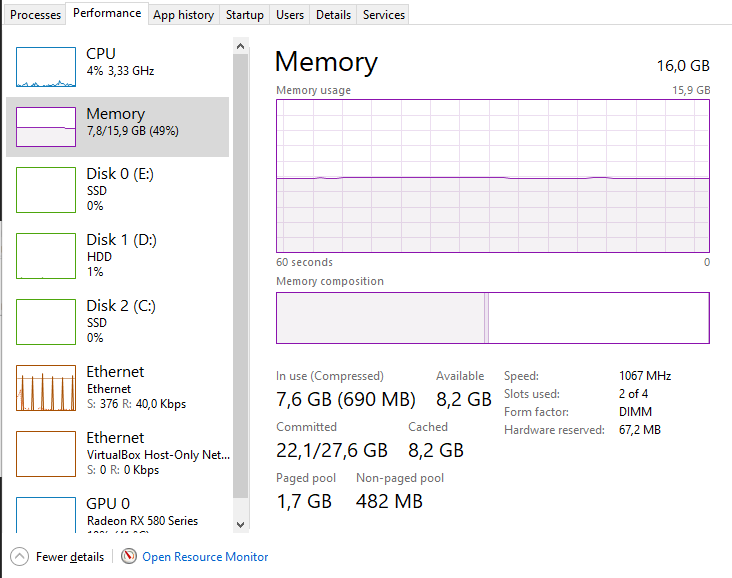 Processes Performance App history Startup Users Details Services
CPU
4% 3,33 GHz
Memory
7,8/15,9 GB (49%)
Disk 0 (E:)
SSD
0%
Disk 1 (D:)
HDD
1%
Disk 2 (C:)
SSD
0%
Ethernet
Ethernet
S: 376 R: 40,0 Kbps
Ethernet
VirtualBox Host-Only Net...
S: 0 R: 0 Kbps
GPU 0
Radeon RX 580 Series
Memory 16,0 GB
Memory usage 15,9 GB
60 seconds 0
Memory composition
In use (Compressed) Available
7,6 GB (690 MB) 8,2 GB
Committed Cached
22,1/27,6 GB 8,2 GB
Paged pool Non-paged pool
1,7 GB 482 MB
Speed: 1067 MHz
Slots used: 2 of 4
Form factor: DIMM
Hardware reserved: 67,2 MB
Fewer details Open Resource Monitor